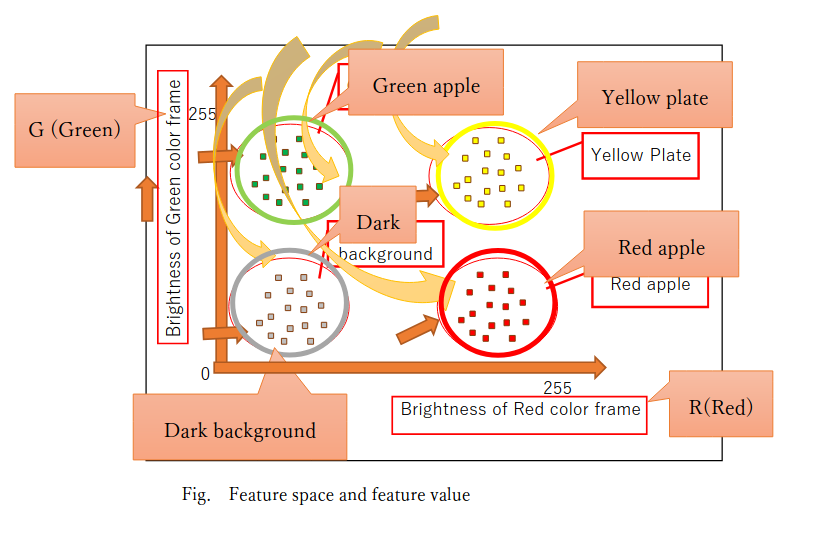 Green apple
Yellow plate
G (Green)
255
Brightness of Green color frame
Yellow Plate
Dark
background
Red apple
Red apple
0
255
Brightness of Red color frame
R(Red)
Dark background
Fig. Feature space and feature value